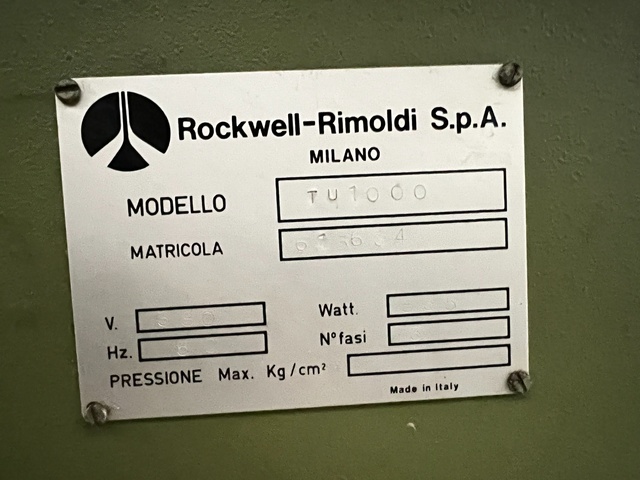 Rockwell-Rimoldi S.p.A.
MILANO
MODELLO TU1000
MATRICOLA
V.
Watt.
Hz.
N° fasi
PRESSIONE Max. Kg/cm²
Made in Italy